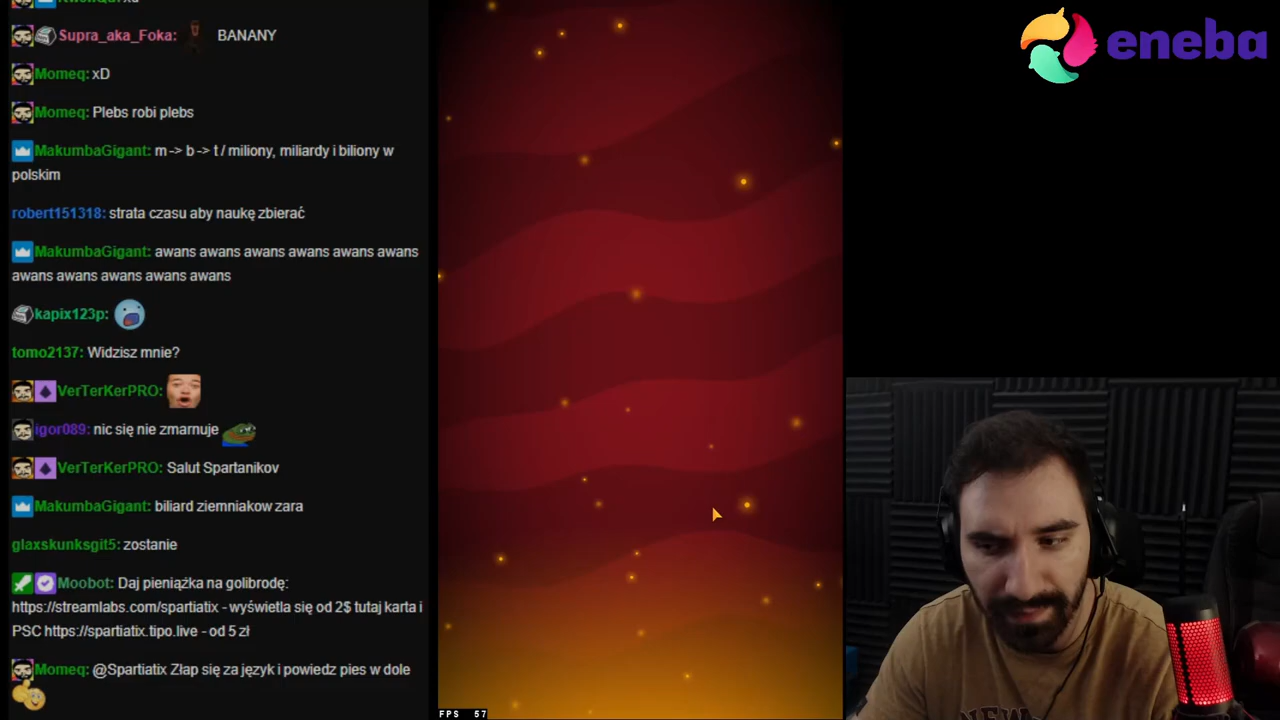 Supra_aka_Foka: BANANY
Momeq: xD
Momeq: Plebs robi plebs
MakumbaGigant: m -> b -> t / miliony, miliardy i biliony w
polskim
robert151318: strata czasu aby naukę zbierać
MakumbaGigant: awans awans awans awans awans awans
awans awans awans awans awans
kapix123p:
tomo2137: Widzisz mnie?
VerTerKerPRO:
igor089: nic się nie zmarnuje
VerTerKerPRO: Salut Spartanikov
MakumbaGigant: biliard ziemniakow zara
glaxskunksgit5: zostanie
Moobot: Daj pieniążka na golibrodę:
https://streamlabs.com/spartiatix - wyświetla się od 2$ tutaj karta i
PSC https://spartiatix.tipo.live - od 5 zł
Momeq: @Spartiatix Złap się za język i powiedz pies w dole
FPS 57
eneba